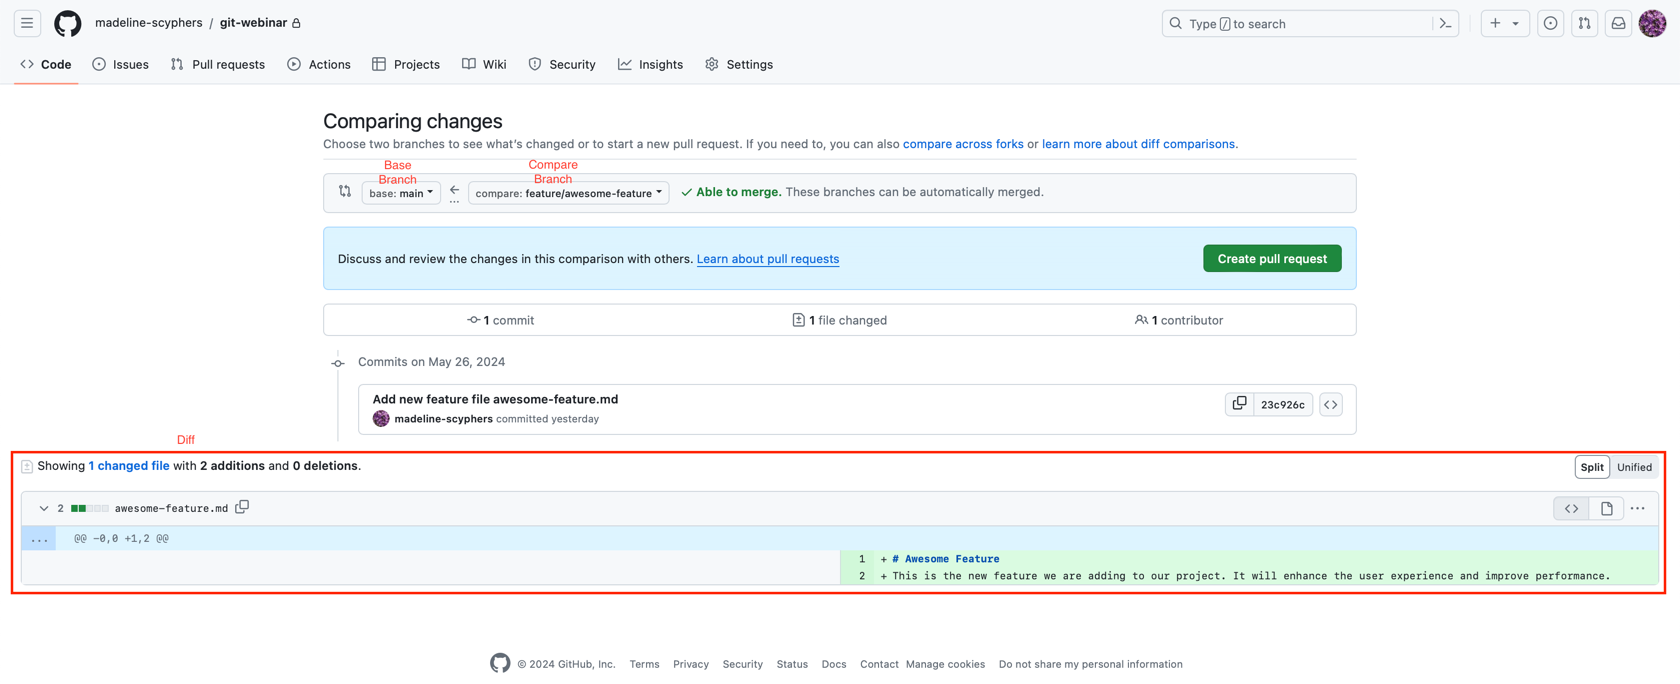 madeline-scyphers / git-webinar
Type / to search
Code Issues Pull requests Actions Projects Wiki Security Insights Settings
Comparing changes
Choose two branches to see what's changed or to start a new pull request. If you need to, you can also compare across forks or learn more about diff comparisons.
Base
Branch
Compare
Branch
base: main ... compare: feature/awesome-feature Able to merge. These branches can be automatically merged.
Discuss and review the changes in this comparison with others. Learn about pull requests
Create pull request
1 commit 1 file changed 1 contributor
Commits on May 26, 2024
Add new feature file awesome-feature.md
madeline-scyphers committed yesterday
23c926c
Diff
Showing 1 changed file with 2 additions and 0 deletions.
Split Unified
2 awesome-feature.md
... @@ -0,0 +1,2 @@
1 + # Awesome Feature
2 + This is the new feature we are adding to our project. It will enhance the user experience and improve performance.
© 2024 GitHub, Inc. Terms Privacy Security Status Docs Contact Manage cookies Do not share my personal information